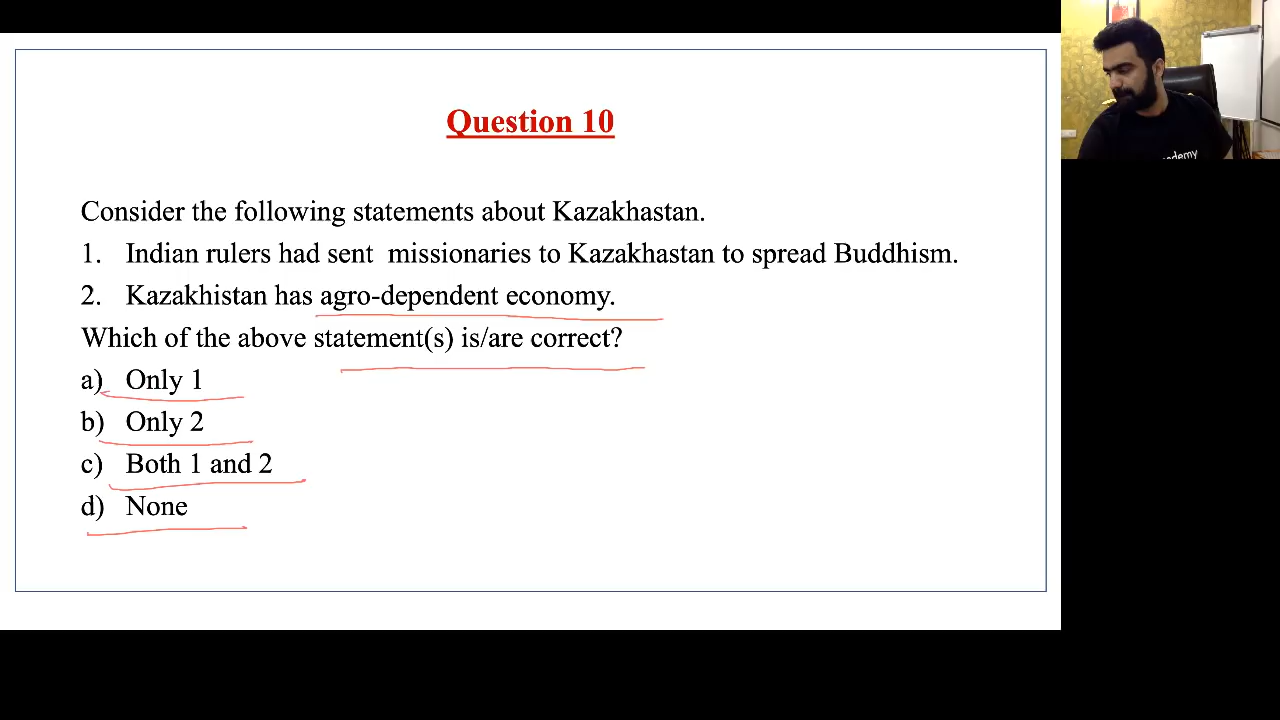 Question 10
Consider the following statements about Kazakhastan.
1. Indian rulers had sent missionaries to Kazakhastan to spread Buddhism.
2. Kazakhistan has agro-dependent economy.
Which of the above statement(s) is/are correct?
a) Only 1
b) Only 2
c) Both 1 and 2
d) None